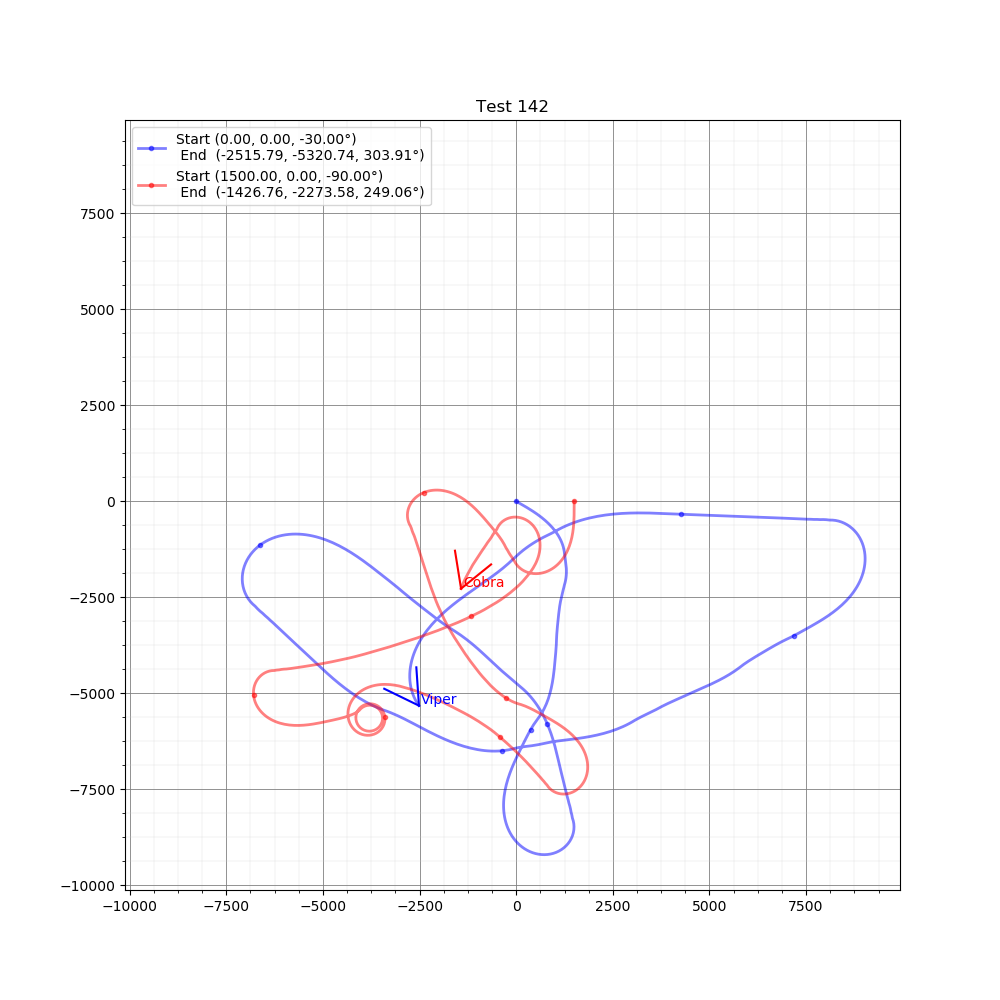 Test 142
Start (0.00, 0.00, -30.00°)
End (-2515.79, -5320.74, 303.91°)
Start (1500.00, 0.00, -90.00°)
End (-1426.76, -2273.58, 249.06°)
7500
5000
2500
0
−2500
−5000
−7500
−10000
Cobra
Viper
−10000 −7500 −5000 −2500 0 2500 5000 7500